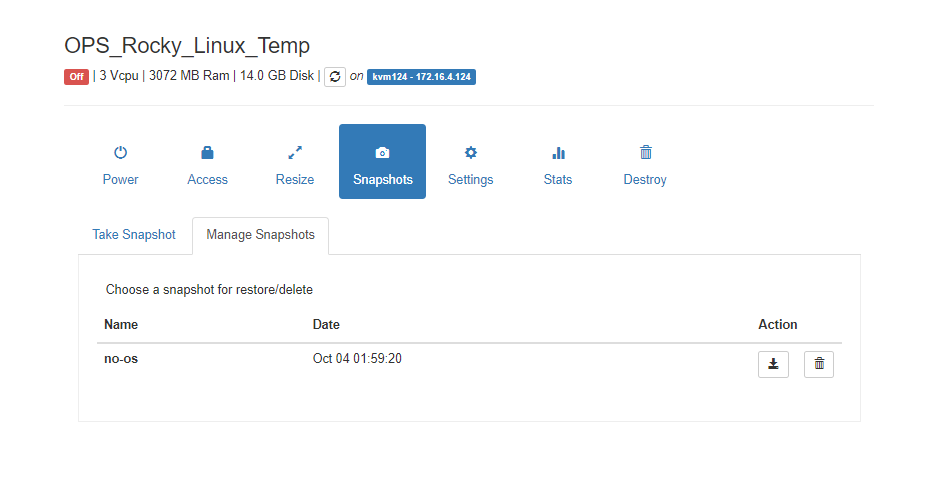 OPS_Rocky_Linux_Temp
Off | 3 Vcpu | 3072 MB Ram | 14.0 GB Disk | on kvm124 - 172.16.4.124
Power Access Resize Snapshots Settings Stats Destroy
Take Snapshot Manage Snapshots
Choose a snapshot for restore/delete
Name Date Action
no-os Oct 04 01:59:20